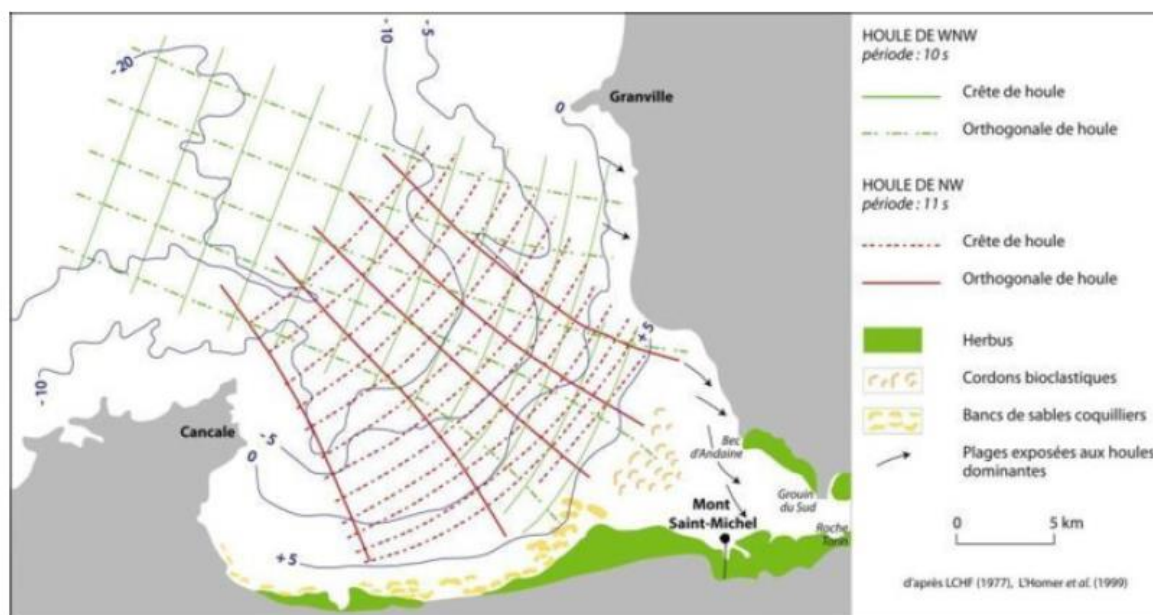 -20
-10
-5
0
Granville
+5
-10
Cancale
-5
0
+5
Bec
d'Andaine
Mont
Saint-Michel
Grouin
du Sud
Roche
Torin
HOULE DE WNW
période : 10 s
Crête de houle
Orthogonale de houle
HOULE DE NW
période : 11 s
Crête de houle
Orthogonale de houle
Herbus
Cordons bioclastiques
Bancs de sables coquilliers
Plages exposées aux houles
dominantes
0 5 km
d'après LCHF (1977), L'Homer et al. (1999)